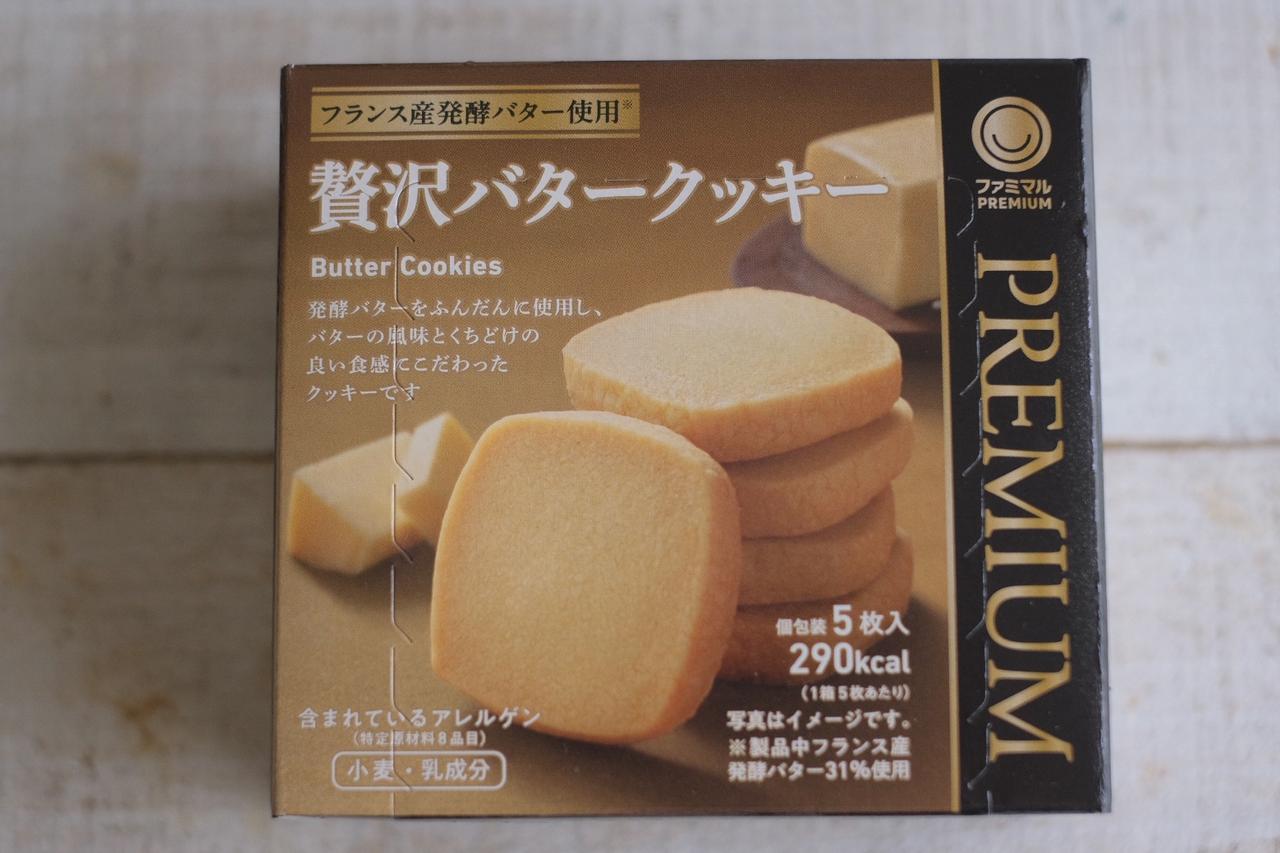 フランス産発酵バター使用※
贅沢バタークッキー
Butter Cookies
発酵バターをふんだんに使用し、
バターの風味とくちどけの
良い食感にこだわった
クッキーです
個包装 5 枚入
290kcal
(1箱5枚あたり)
写真はイメージです。
※製品中フランス産
発酵バター31%使用
含まれているアレルゲン
(特定原材料8品目)
小麦・乳成分
ファミマル
PREMIUM
PREMIUM